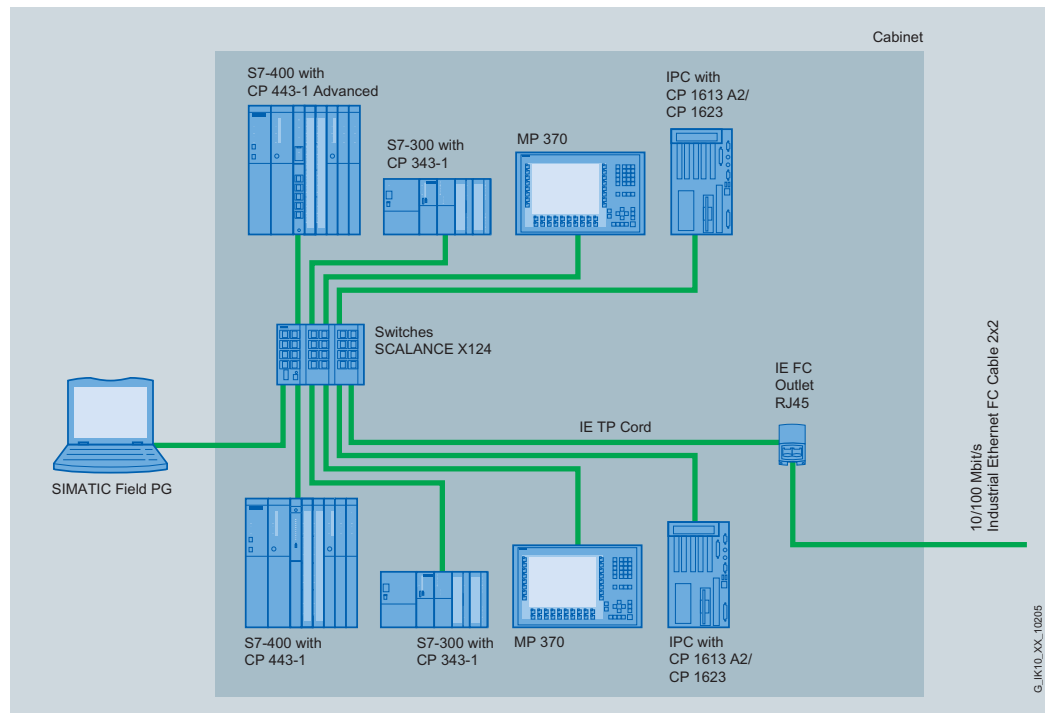 Cabinet
S7-400 with
CP 443-1 Advanced
S7-300 with
CP 343-1
MP 370
IPC with
CP 1613 A2/
CP 1623
Switches
SCALANCE X124
IE FC
Outlet
RJ45
IE TP Cord
10/100 Mbit/s
Industrial Ethernet FC Cable 2x2
SIMATIC Field PG
S7-400 with
CP 443-1
S7-300 with
CP 343-1
MP 370
IPC with
CP 1613 A2/
CP 1623
G_IK10_XX_10205